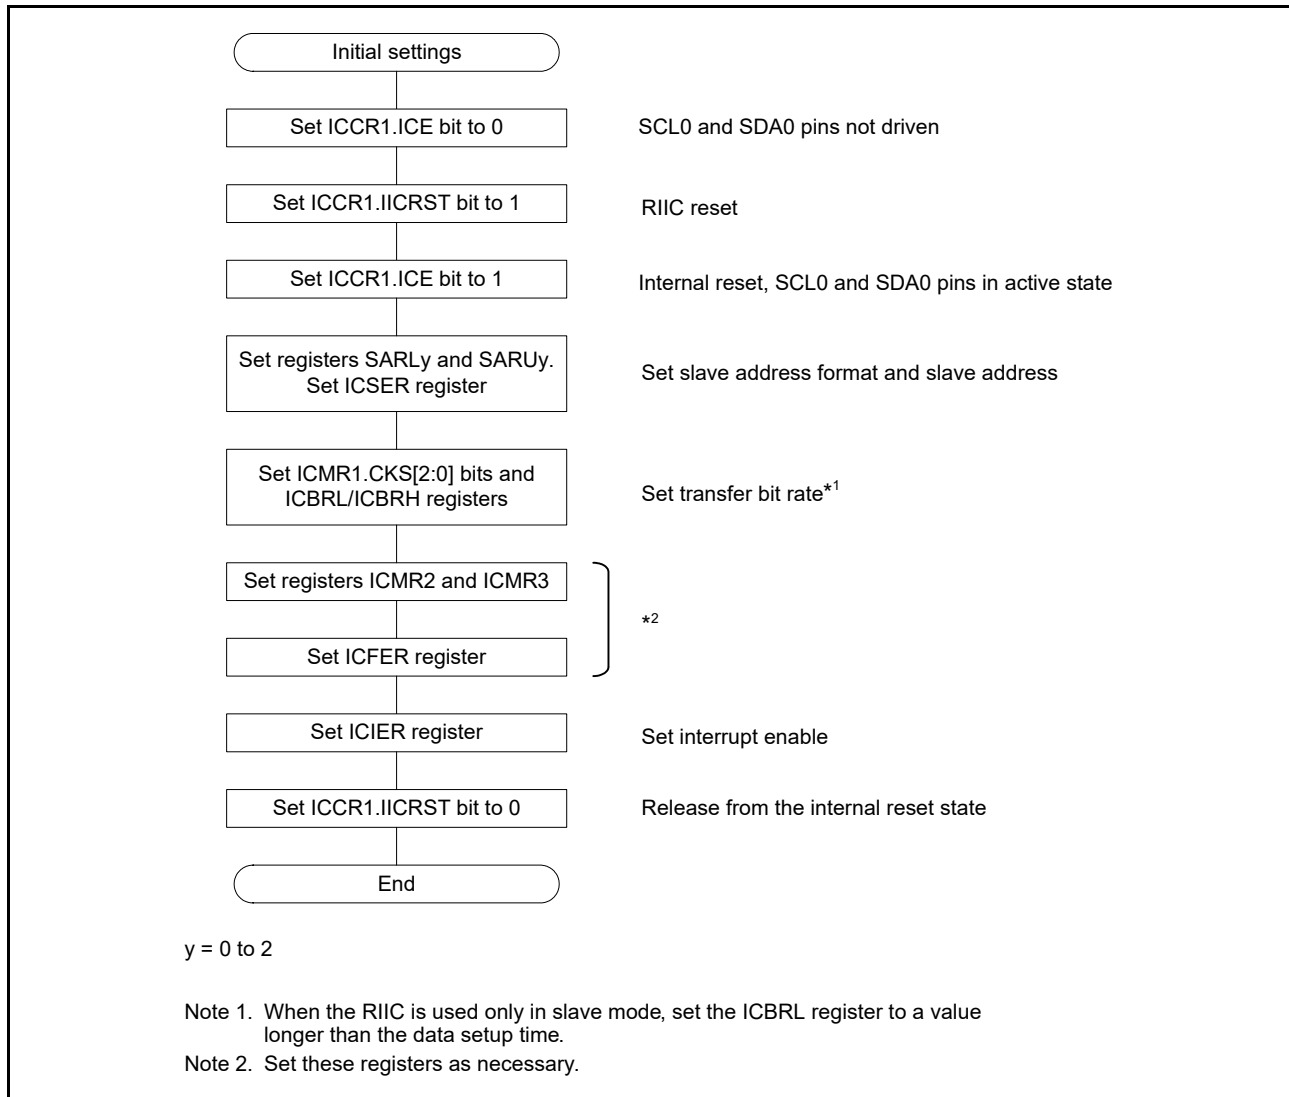 Initial settings
Set ICCR1.ICE bit to 0
SCL0 and SDA0 pins not driven
Set ICCR1.IICRST bit to 1
RIIC reset
Set ICCR1.ICE bit to 1
Internal reset, SCL0 and SDA0 pins in active state
Set registers SARLy and SARUy.
Set ICSER register
Set slave address format and slave address
Set ICMR1.CKS[2:0] bits and
ICBRL/ICBRH registers
Set transfer bit rate*1
Set registers ICMR2 and ICMR3
*2
Set ICFER register
Set ICIER register
Set interrupt enable
Set ICCR1.IICRST bit to 0
Release from the internal reset state
End
y = 0 to 2
Note 1. When the RIIC is used only in slave mode, set the ICBRL register to a value
longer than the data setup time.
Note 2. Set these registers as necessary.